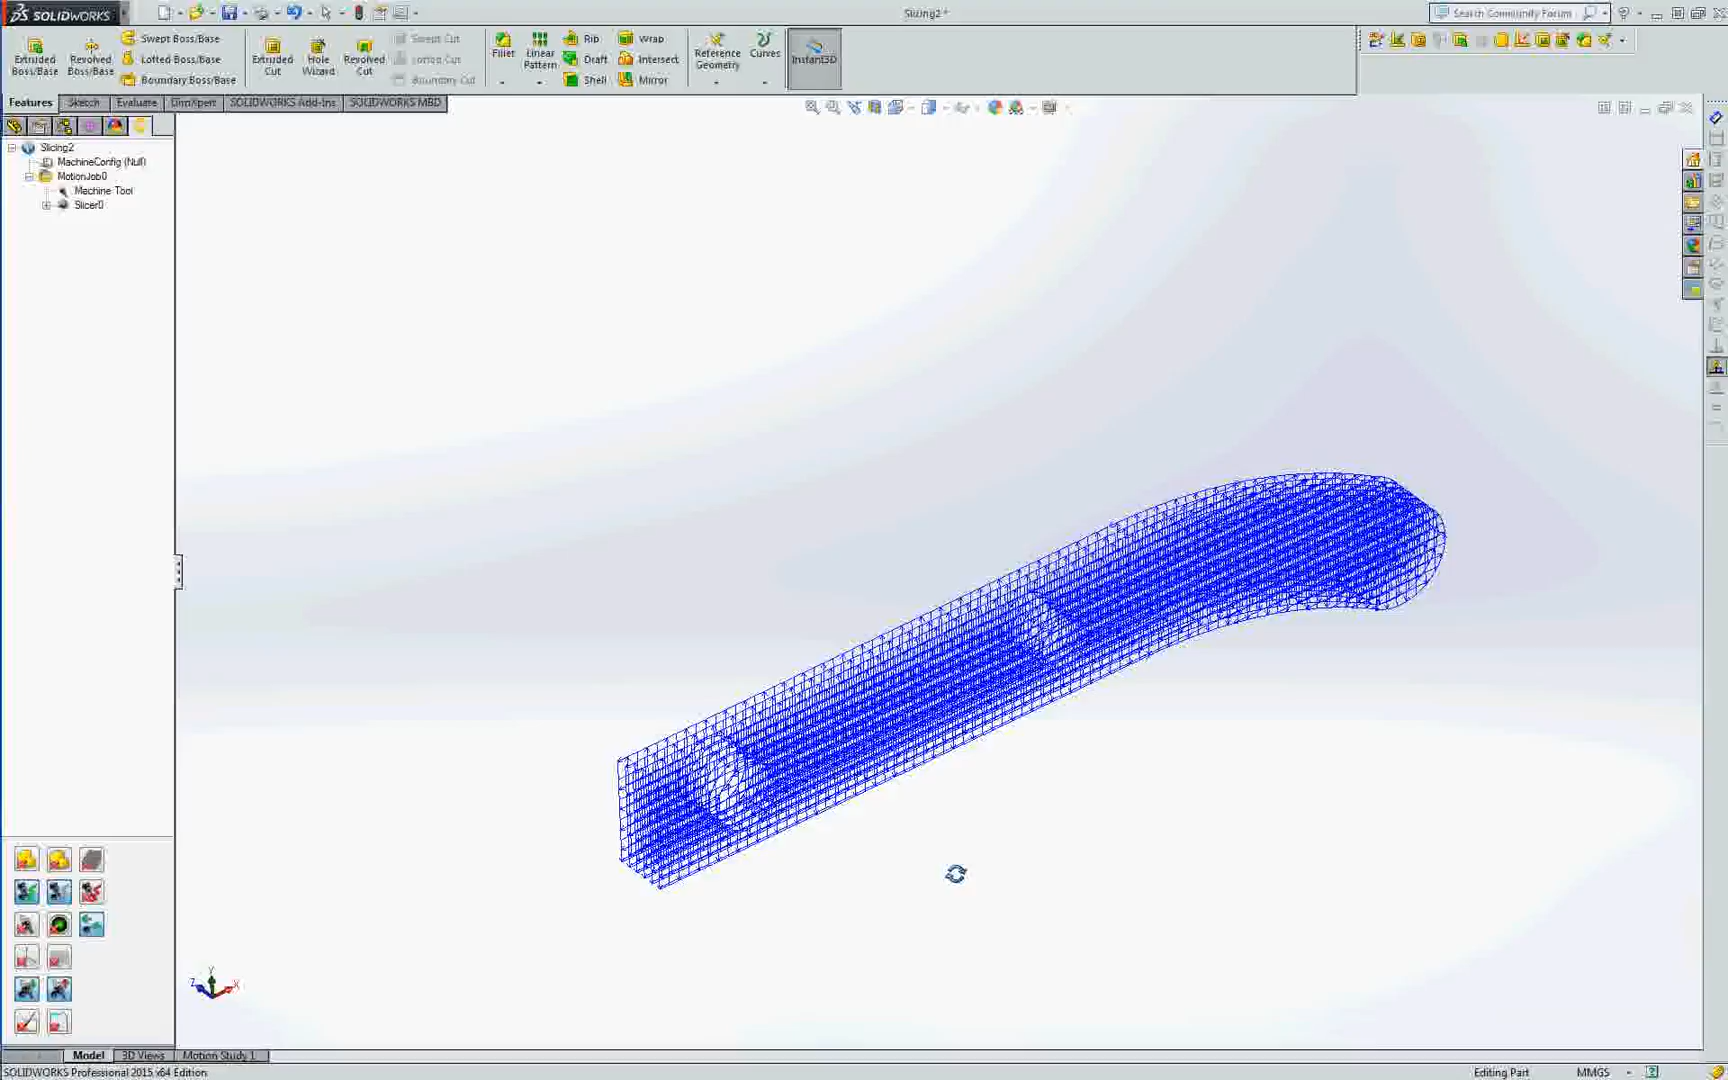 SOLIDWORKS
Slicing2 *
Search Community Forum
Extruded Boss/Base
Revolved Boss/Base
Swept Boss/Base
Lofted Boss/Base
Boundary Boss/Base
Extruded Cut
Hole Wizard
Revolved Cut
Swept Cut
Lofted Cut
Boundary Cut
Fillet
Linear Pattern
Rib
Draft
Shell
Wrap
Intersect
Mirror
Reference Geometry
Curves
Instant3D
Features
Sketch
Evaluate
DimXpert
SOLIDWORKS Add-Ins
SOLIDWORKS MBD
Slicing2
MachineConfig (Null)
MotionJob0
Machine Tool
Slicer0
Y
Z
X
Model
3D Views
Motion Study 1
SOLIDWORKS Professional 2015 x64 Edition
Editing Part
MMGS